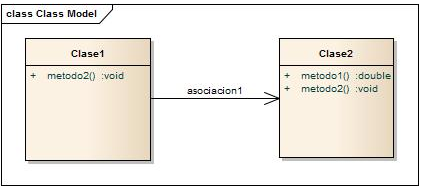 class Class Model
Clase1
+ metodo2() :void
asociacion1
Clase2
+ metodo1() :double
+ metodo2() :void